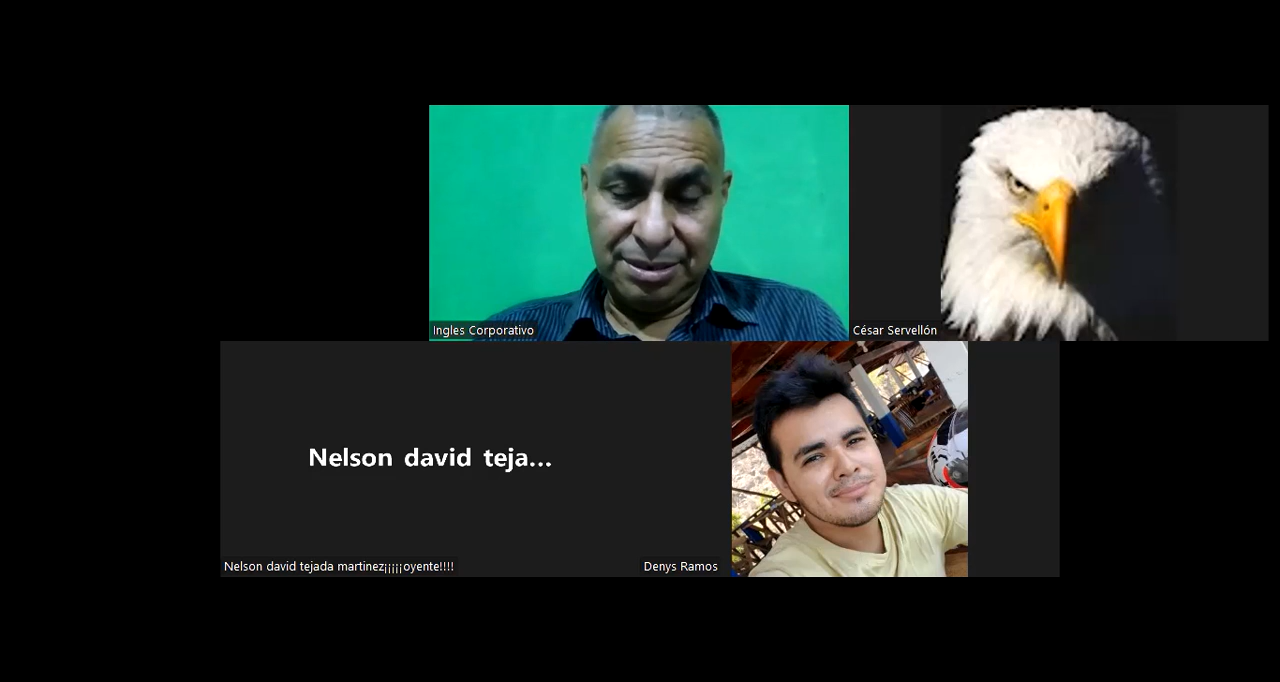 Ingles Corporativo
César Servellón
Nelson david teja...
Nelson david tejada martinez¡¡¡¡¡oyente!!!!
Denys Ramos